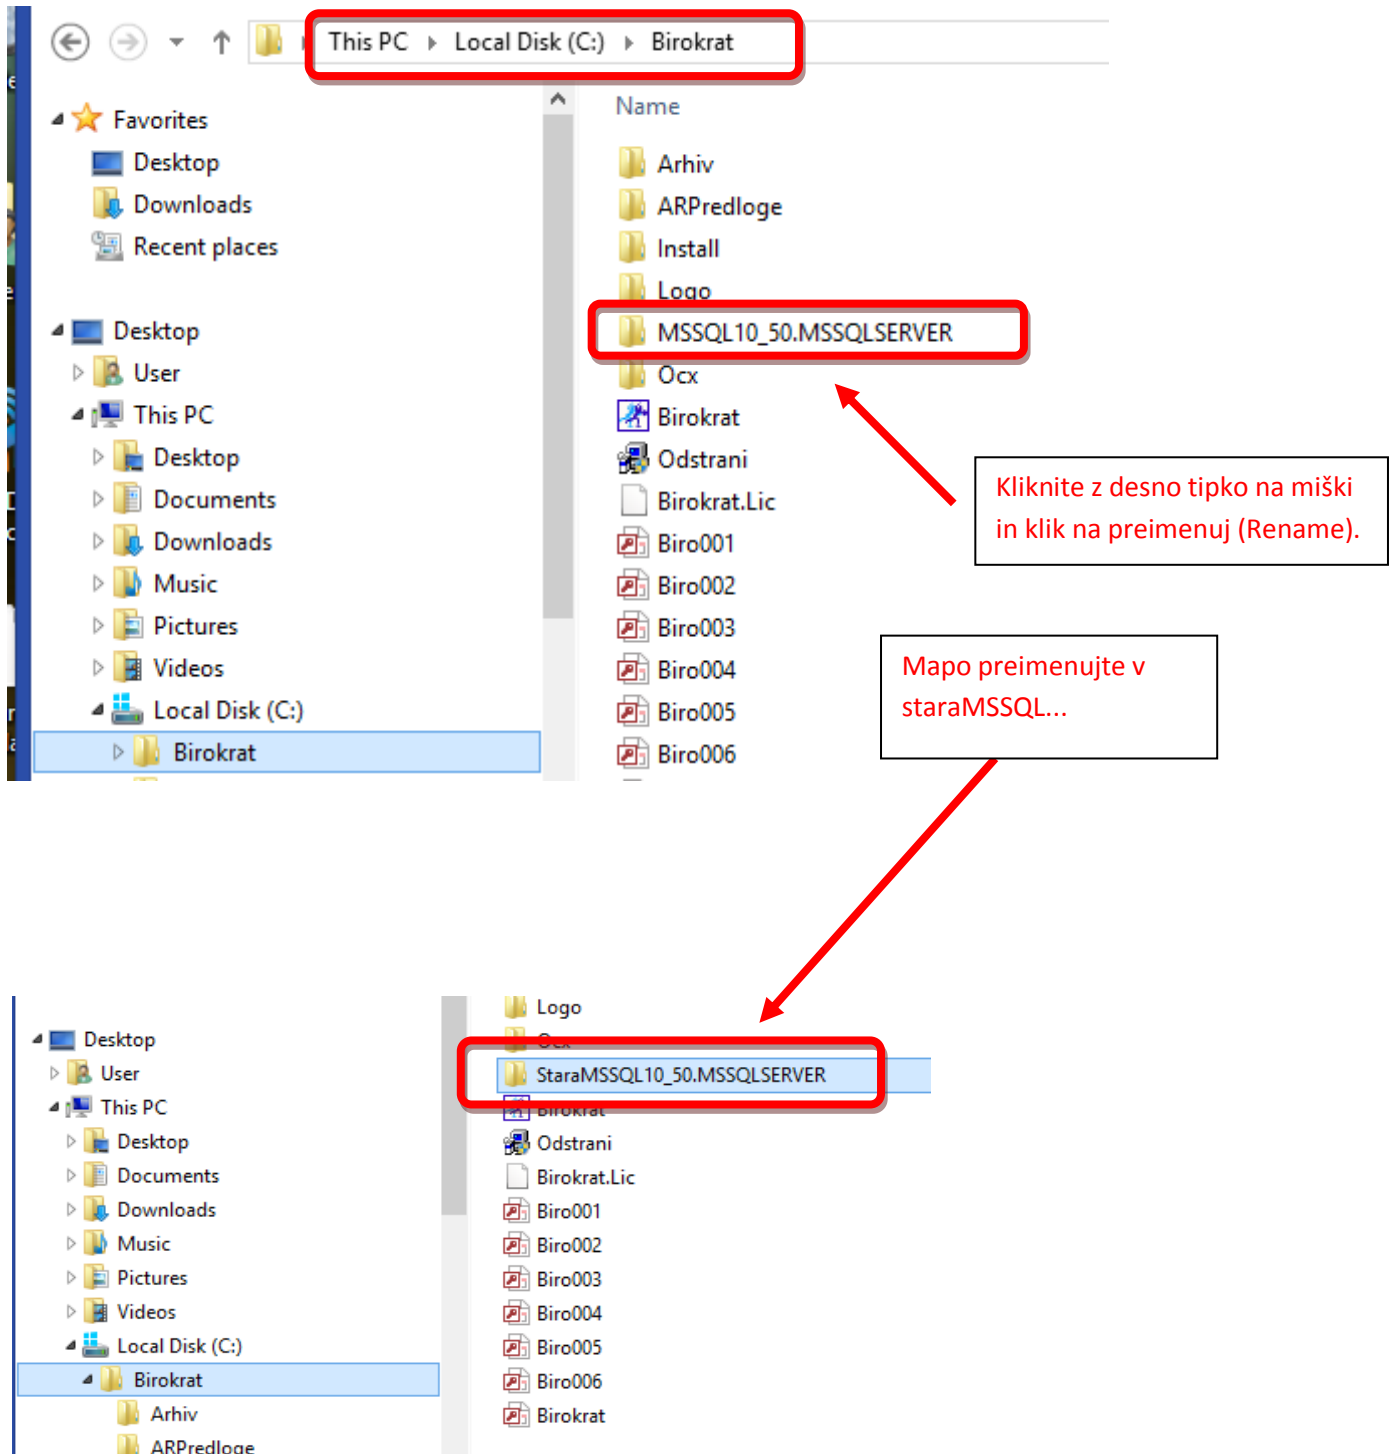 This PC ▸ Local Disk (C:) ▸ Birokrat
Favorites
Desktop
Downloads
Recent places
Desktop
User
This PC
Desktop
Documents
Downloads
Music
Pictures
Videos
Local Disk (C:)
Birokrat
Name
Arhiv
ARPredloge
Install
Logo
MSSQL10_50.MSSQLSERVER
Ocx
Birokrat
Odstrani
Birokrat.Lic
Biro001
Biro002
Biro003
Biro004
Biro005
Biro006
Kliknite z desno tipko na miški
in klik na preimenuj (Rename).
Mapo preimenujte v
staraMSSQL...
Desktop
User
This PC
Desktop
Documents
Downloads
Music
Pictures
Videos
Local Disk (C:)
Birokrat
Arhiv
ARPredloge
Logo
Ocx
StaraMSSQL10_50.MSSQLSERVER
Birokrat
Odstrani
Birokrat.Lic
Biro001
Biro002
Biro003
Biro004
Biro005
Biro006
Birokrat